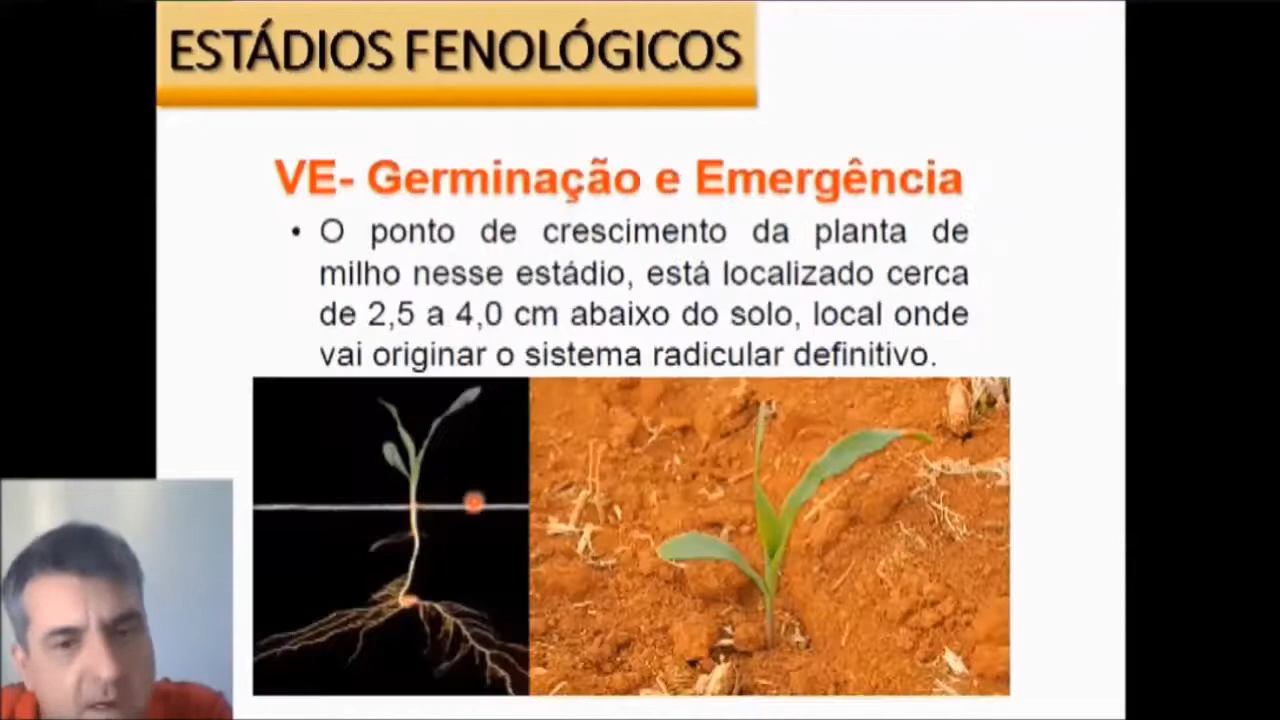 ESTÁDIOS FENOLÓGICOS
VE- Germinação e Emergência
• O ponto de crescimento da planta de
milho nesse estádio, está localizado cerca
de 2,5 a 4,0 cm abaixo do solo, local onde
vai originar o sistema radicular definitivo.